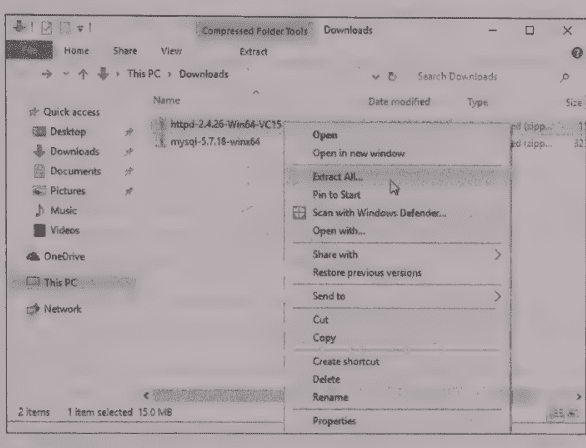 Compressed Folder Tools Downloads
File Home Share View Extract
This PC Downloads
Search Downloads
Name Date modified Type Size
Quick access
Desktop
Downloads
Documents
Pictures
Music
Videos
OneDrive
This PC
Network
httpd-2.4.26-Win64-VC15
mysql-5.7.18-winx64
Open
Open in new window
Extract All...
Pin to Start
Scan with Windows Defender...
Open with...
Share with
Restore previous versions
Send to
Cut
Copy
Create shortcut
Delete
Rename
Properties
2 items 1 item selected 15.0 MB